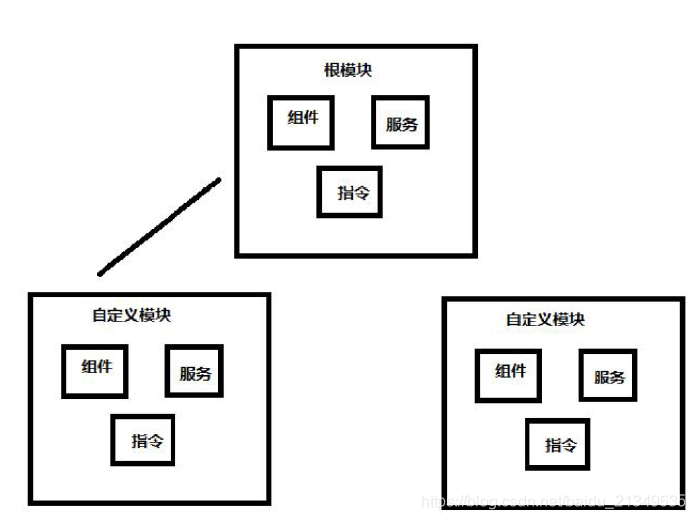 根模块
组件
服务
指令
自定义模块
组件
服务
指令
自定义模块
组件
服务
指令
https://blog.csdn.net/baidu_21349635